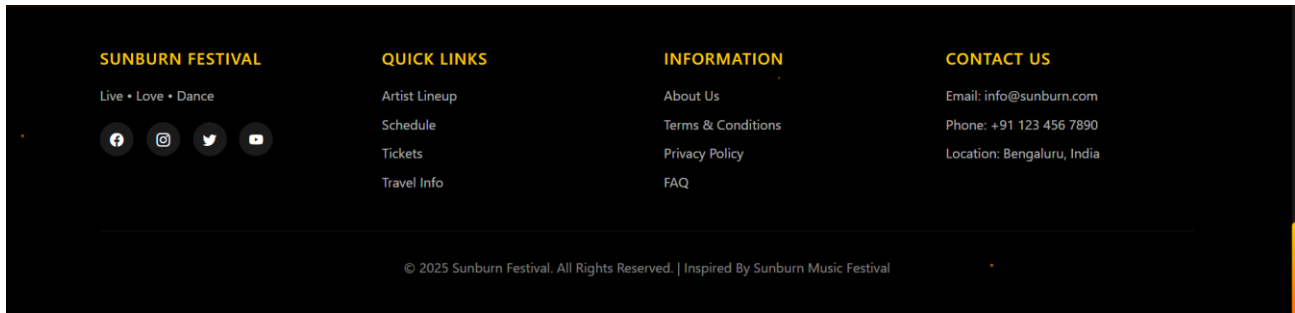 SUNBURN FESTIVAL
Live • Love • Dance
QUICK LINKS
Artist Lineup
Schedule
Tickets
Travel Info
INFORMATION
About Us
Terms & Conditions
Privacy Policy
FAQ
CONTACT US
Email: info@sunburn.com
Phone: +91 123 456 7890
Location: Bengaluru, India
© 2025 Sunburn Festival. All Rights Reserved. | Inspired By Sunburn Music Festival